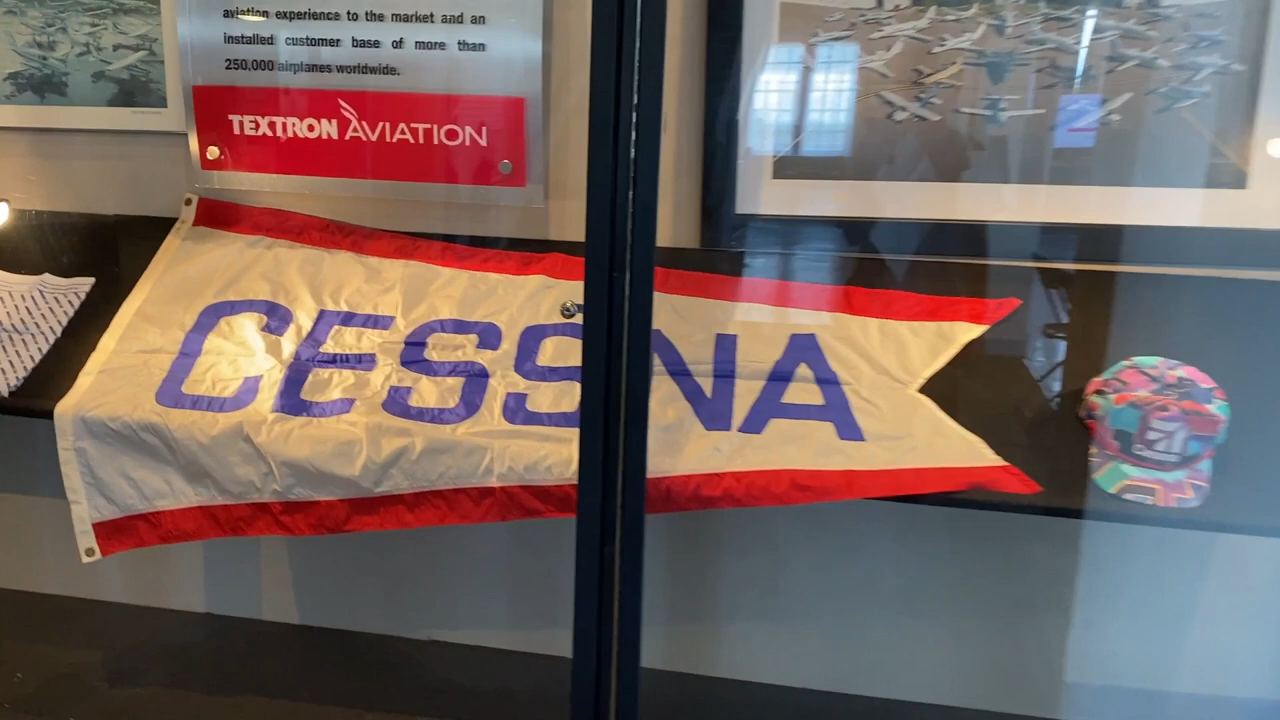 aviation experience to the market and an
installed customer base of more than
250,000 airplanes worldwide.
TEXTRON AVIATION
CESSNA